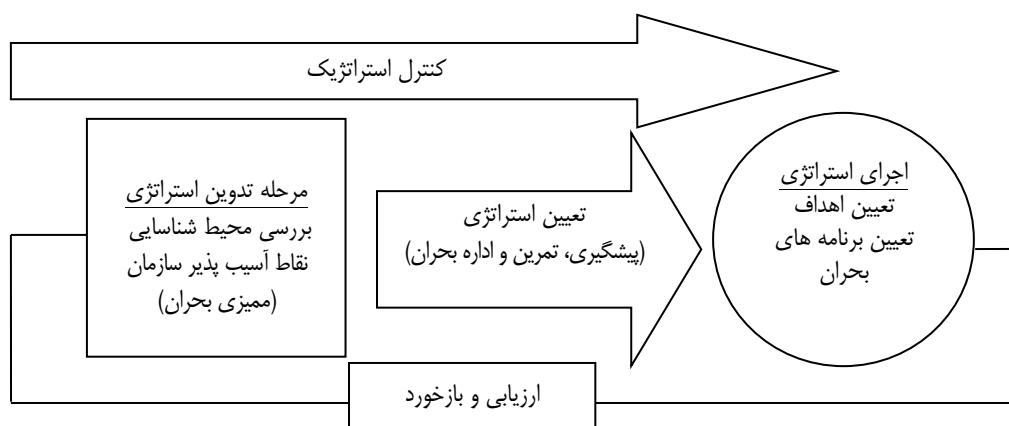 کنترل استراتژیک
اجرای استراتژی
تعیین اهداف
تعیین برنامه های
بحران
تعیین استراتژی
(پیشگیری، تمرین و اداره بحران)
مرحله تدوین استراتژی
بررسی محیط شناسایی
نقاط آسیب پذیر سازمان
(ممیزی بحران)
ارزیابی و بازخورد